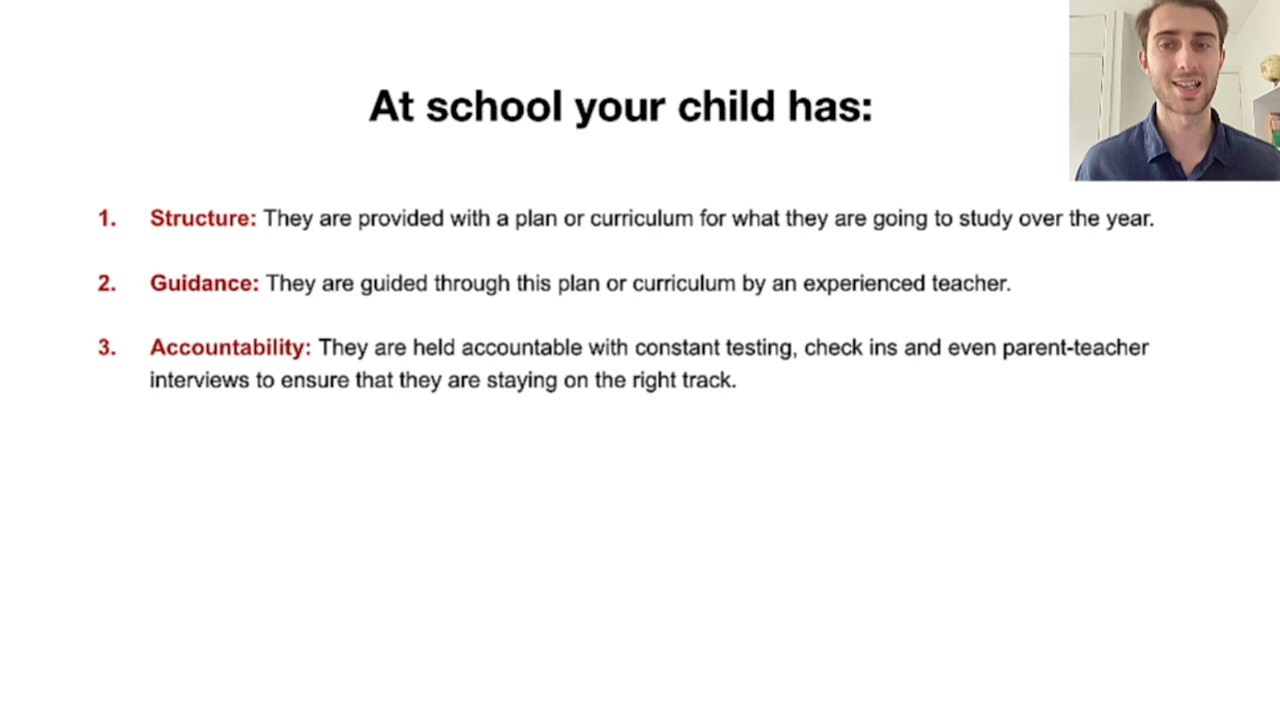 At school your child has:
1. Structure: They are provided with a plan or curriculum for what they are going to study over the year.
2. Guidance: They are guided through this plan or curriculum by an experienced teacher.
3. Accountability: They are held accountable with constant testing, check ins and even parent-teacher
interviews to ensure that they are staying on the right track.